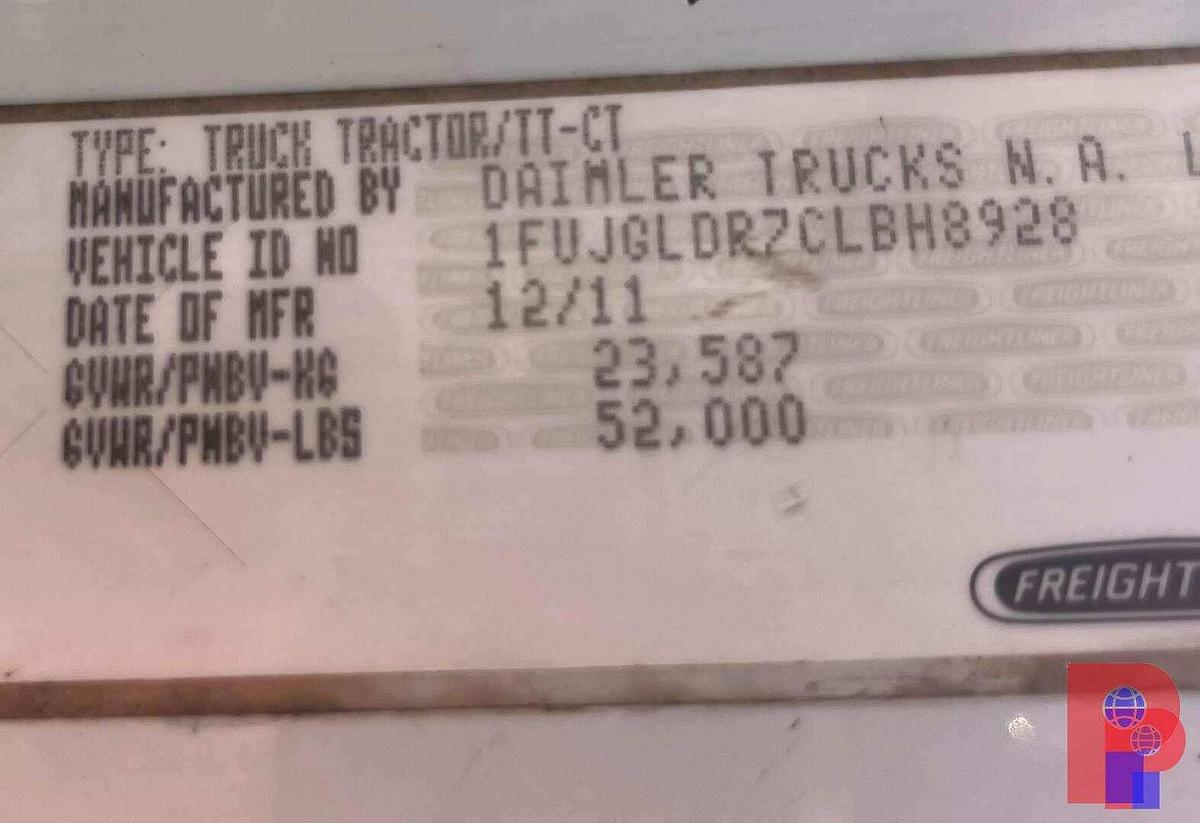 TYPE: TRUCK TRACTOR/TT-CT
MANUFACTURED BY DAIMLER TRUCKS N.A. L
VEHICLE ID NO 1FUJGLDR7CLBH8928
DATE OF MFR 12/11
GVWR/PNBV-KG 23,587
GVWR/PNBV-LBS 52,000
FREIGHT